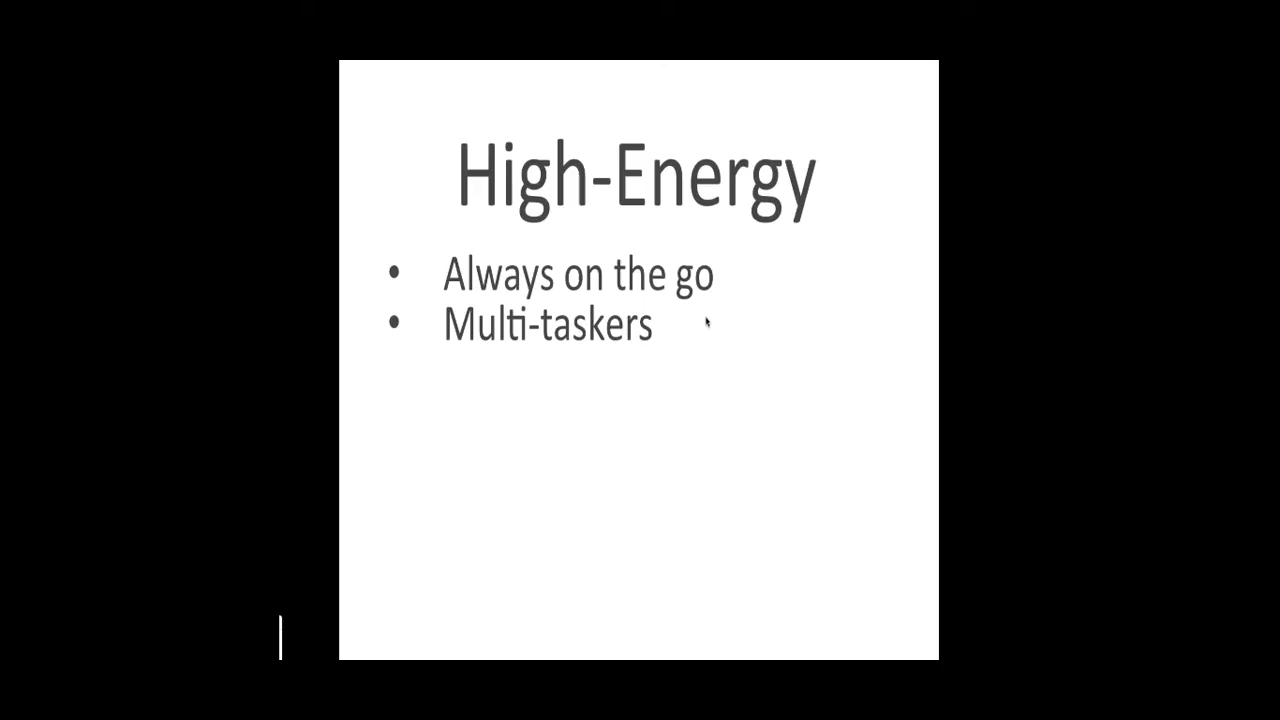 High-Energy
• Always on the go
• Multi-taskers